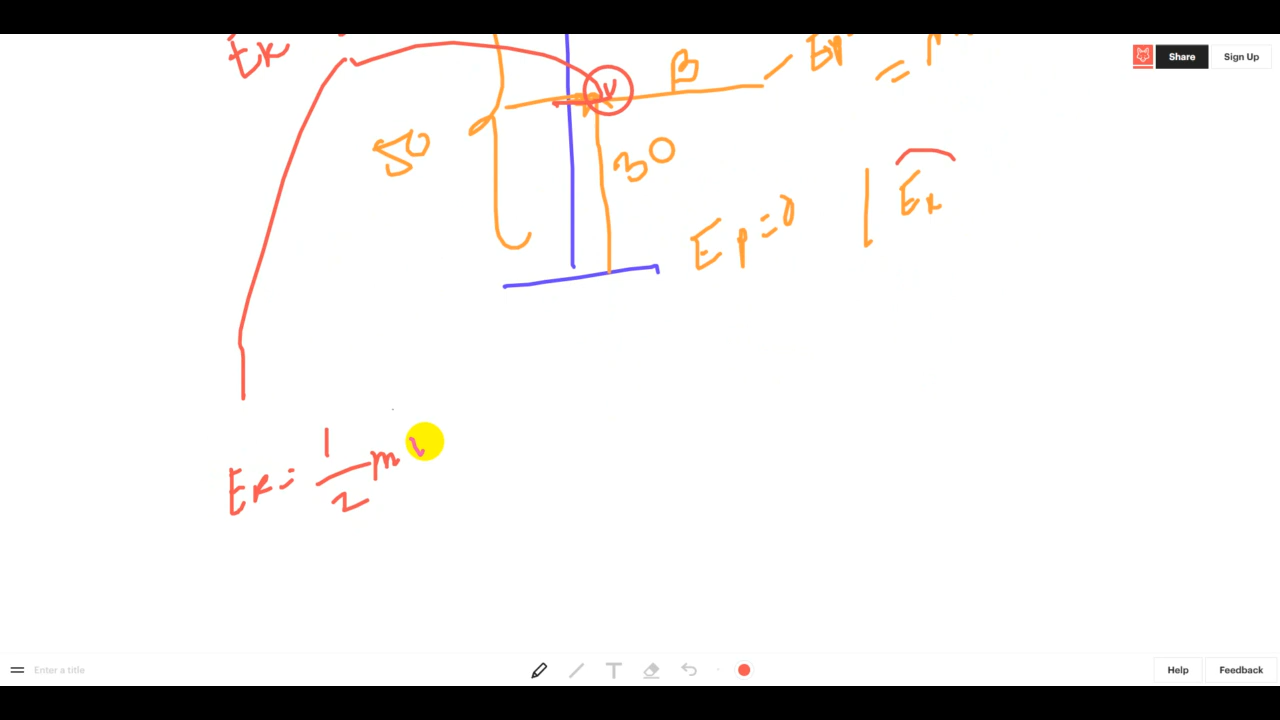 Ek
Ep
=
Share
Sign Up
B
V
50
30
Ep=0
Ek
Ek = 1/2 m
Enter a title
T
Help
Feedback